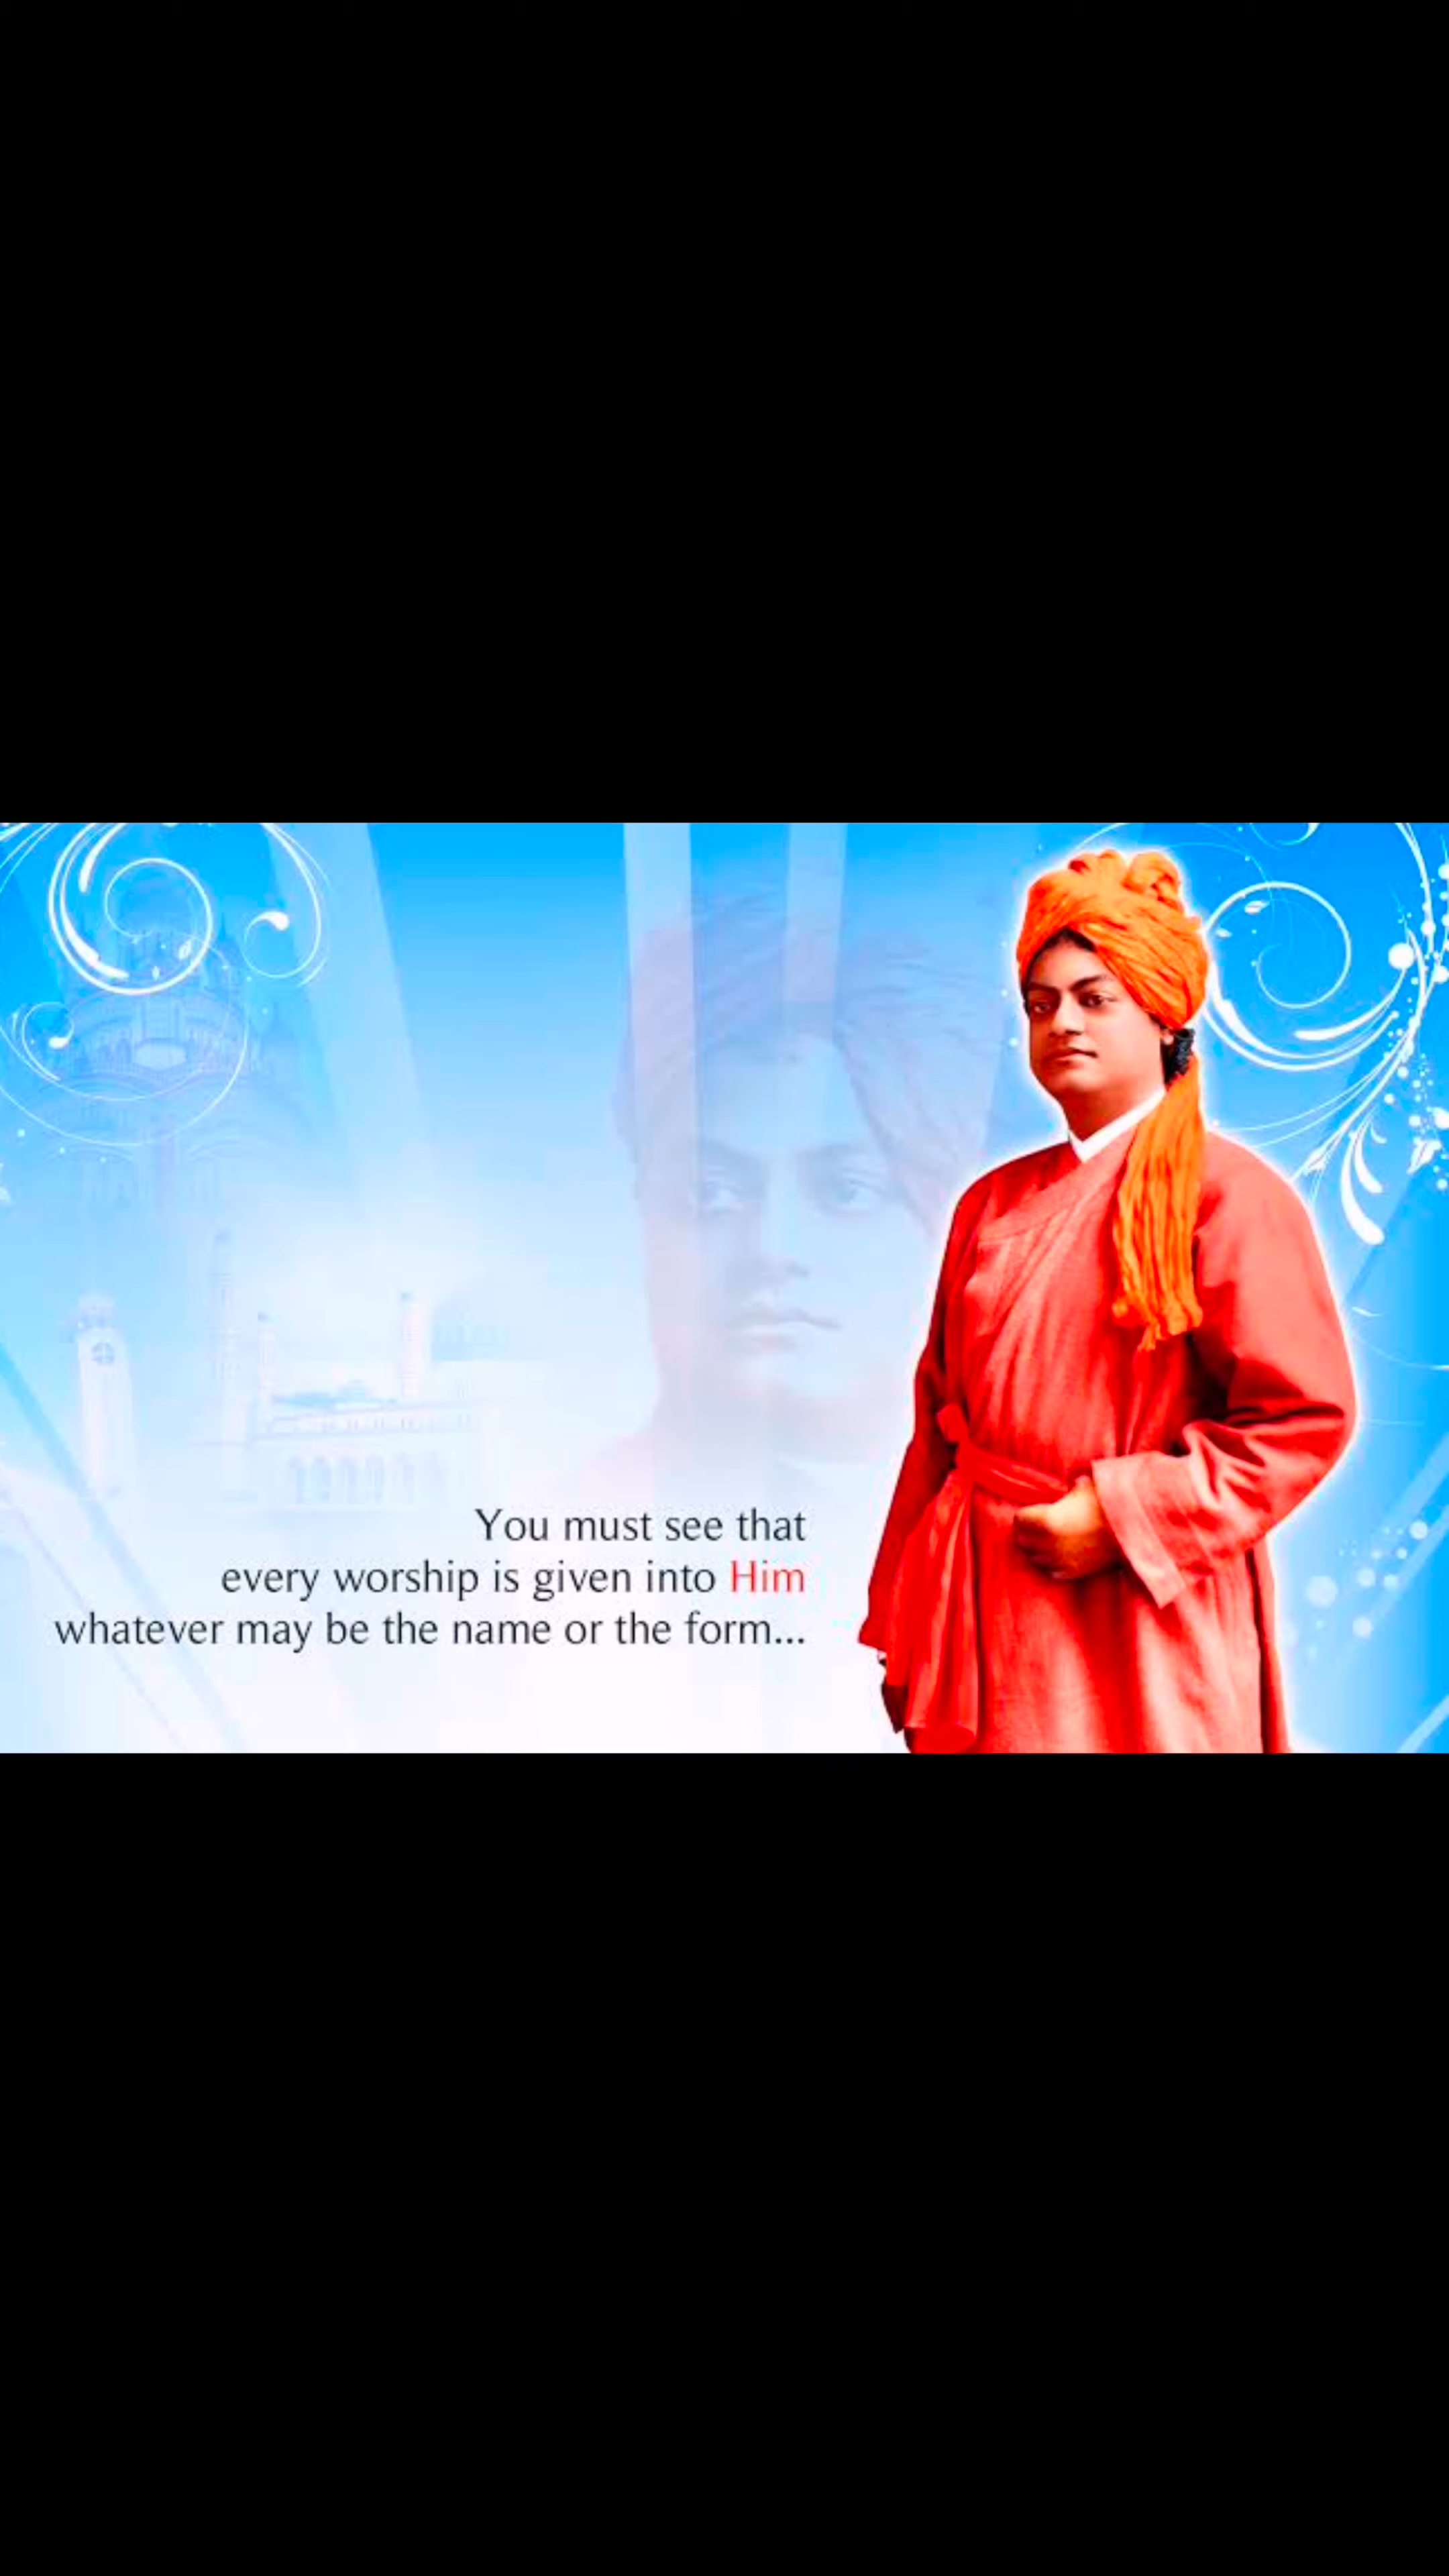 You must see that
every worship is given into Him
whatever may be the name or the form...